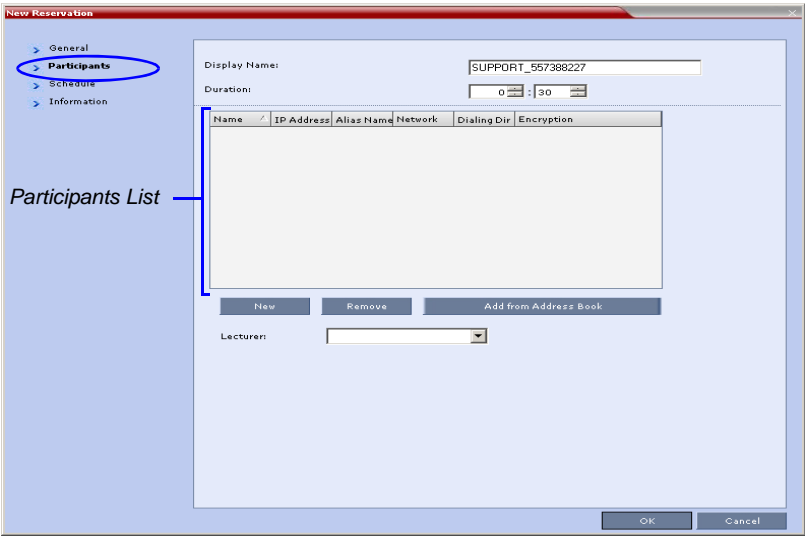 New Reservation
General
Participants
Schedule
Information
Display Name:
SUPPORT_557388227
Duration:
0 : 30
Name IP Address Alias Name Network Dialing Dir Encryption
Participants List
New Remove Add from Address Book
Lecturer:
OK Cancel